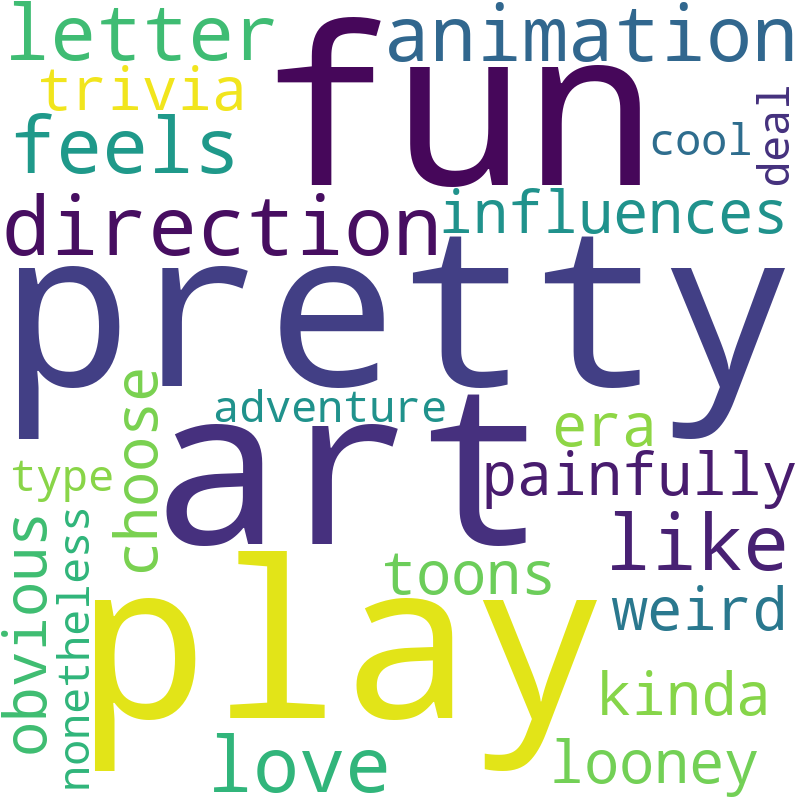 letter
fun
animation
trivia
deal
feels
cool
direction
influences
pretty
choose
adventure
art
era
type
painfully
obvious
nonetheless
like
play
toons
weird
kinda
love
looney